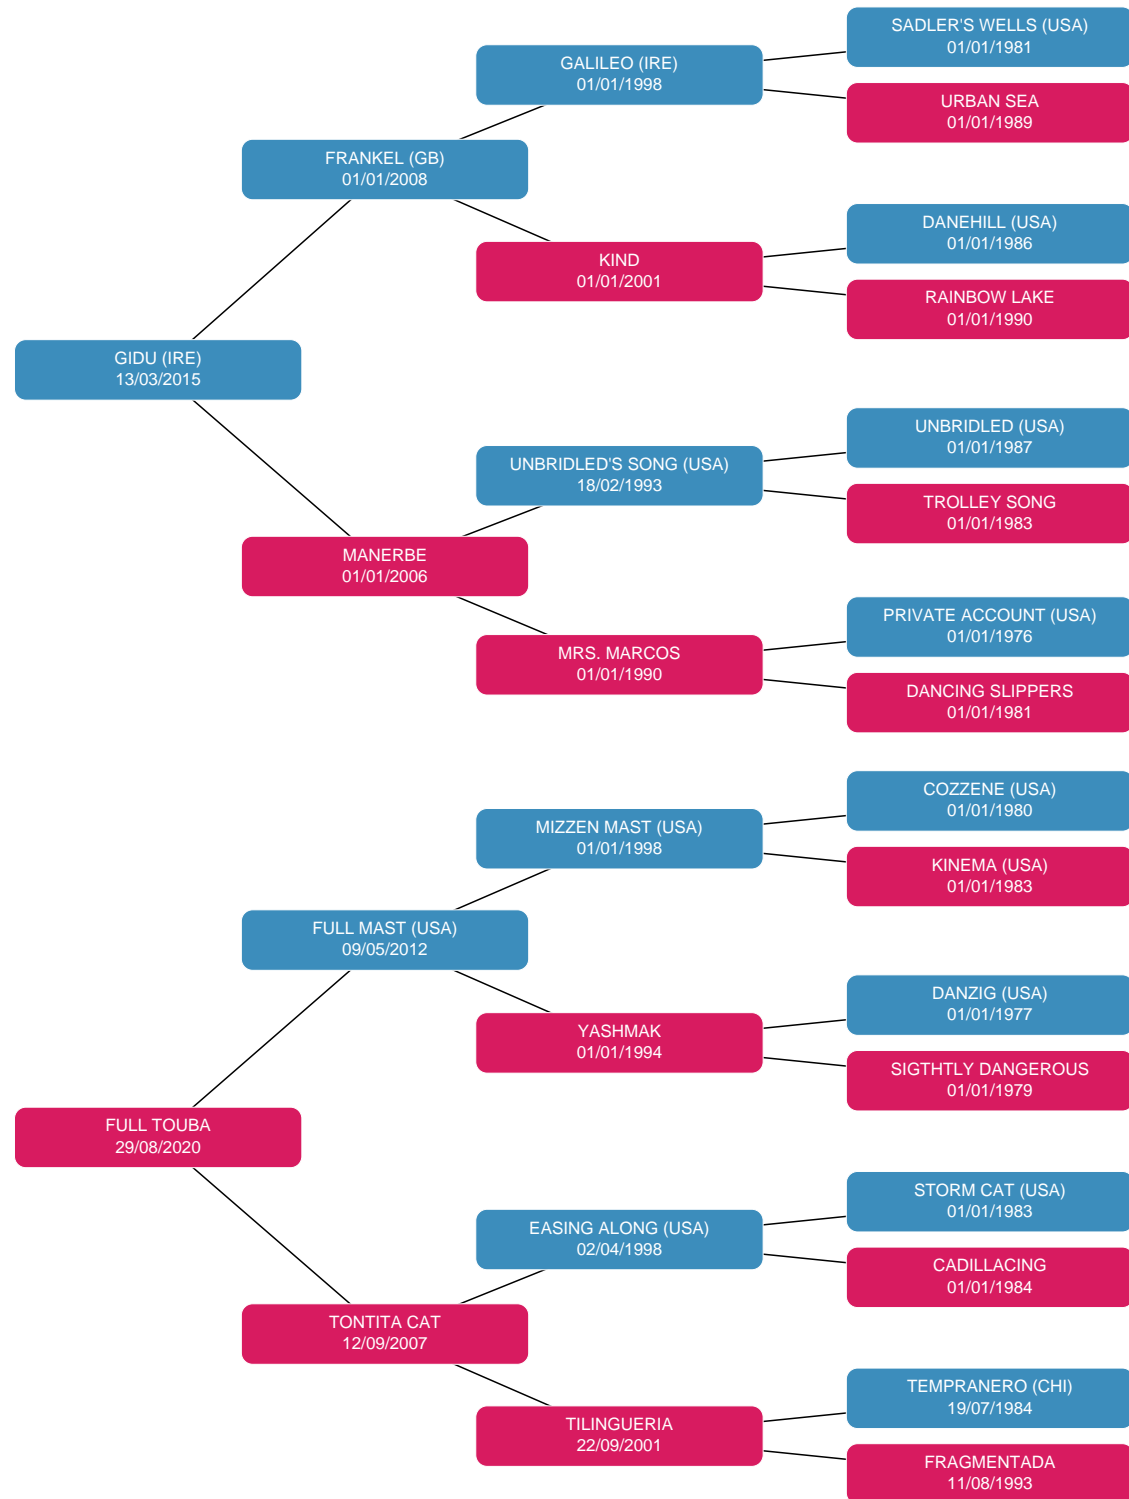 SADLER'S WELLS (USA)
01/01/1981
GALILEO (IRE)
01/01/1998
URBAN SEA
01/01/1989
FRANKEL (GB)
01/01/2008
DANEHILL (USA)
01/01/1986
KIND
01/01/2001
RAINBOW LAKE
01/01/1990
GIDU (IRE)
13/03/2015
UNBRIDLED (USA)
01/01/1987
UNBRIDLED'S SONG (USA)
18/02/1993
TROLLEY SONG
01/01/1983
MANERBE
01/01/2006
PRIVATE ACCOUNT (USA)
01/01/1976
MRS. MARCOS
01/01/1990
DANCING SLIPPERS
01/01/1981
COZZENE (USA)
01/01/1980
MIZZEN MAST (USA)
01/01/1998
KINEMA (USA)
01/01/1983
FULL MAST (USA)
09/05/2012
DANZIG (USA)
01/01/1977
YASHMAK
01/01/1994
SIGTHTLY DANGEROUS
01/01/1979
FULL TOUBA
29/08/2020
STORM CAT (USA)
01/01/1983
EASING ALONG (USA)
02/04/1998
CADILLACING
01/01/1984
TONTITA CAT
12/09/2007
TEMPRANERO (CHI)
19/07/1984
TILINGUERIA
22/09/2001
FRAGMENTADA
11/08/1993